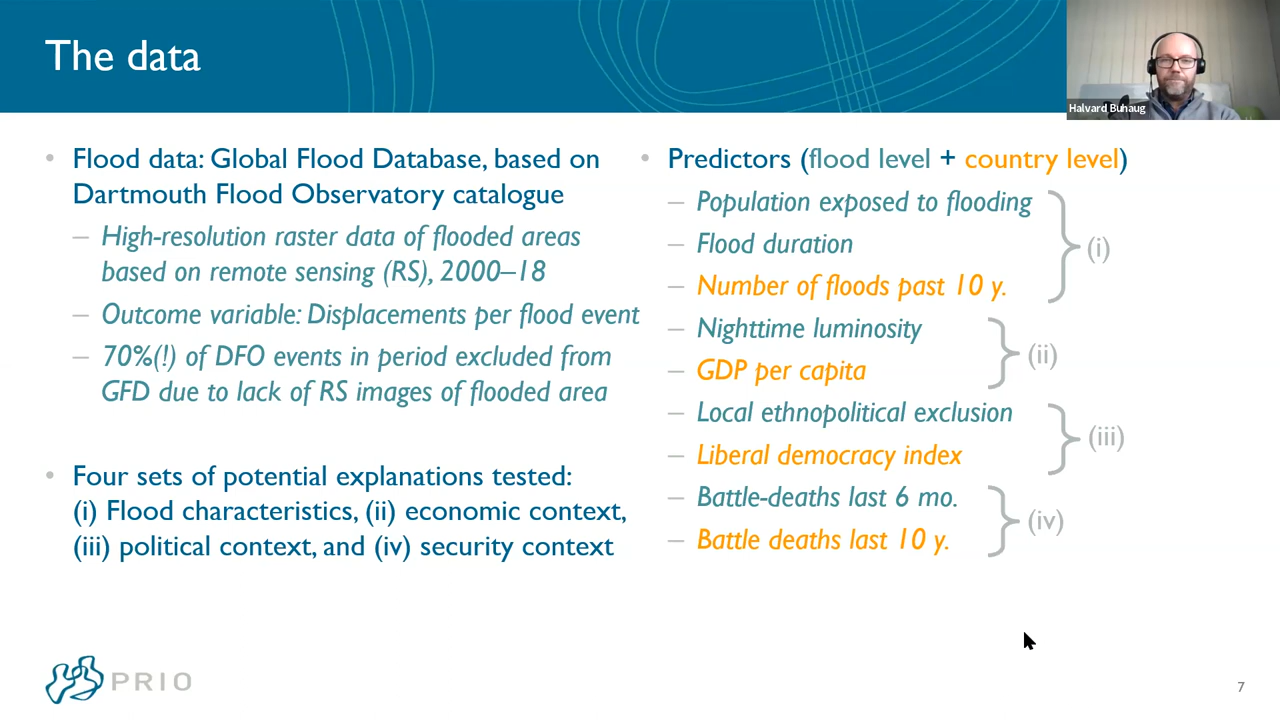 The data
Halvard Buhaug
• Flood data: Global Flood Database, based on
Dartmouth Flood Observatory catalogue
– High-resolution raster data of flooded areas
based on remote sensing (RS), 2000–18
– Outcome variable: Displacements per flood event
– 70%(!) of DFO events in period excluded from
GFD due to lack of RS images of flooded area
• Four sets of potential explanations tested:
(i) Flood characteristics, (ii) economic context,
(iii) political context, and (iv) security context
• Predictors (flood level + country level)
– Population exposed to flooding
– Flood duration
– Number of floods past 10 y.
(i)
– Nighttime luminosity
– GDP per capita
(ii)
– Local ethnopolitical exclusion
– Liberal democracy index
(iii)
– Battle-deaths last 6 mo.
– Battle deaths last 10 y.
(iv)
PRIO
7